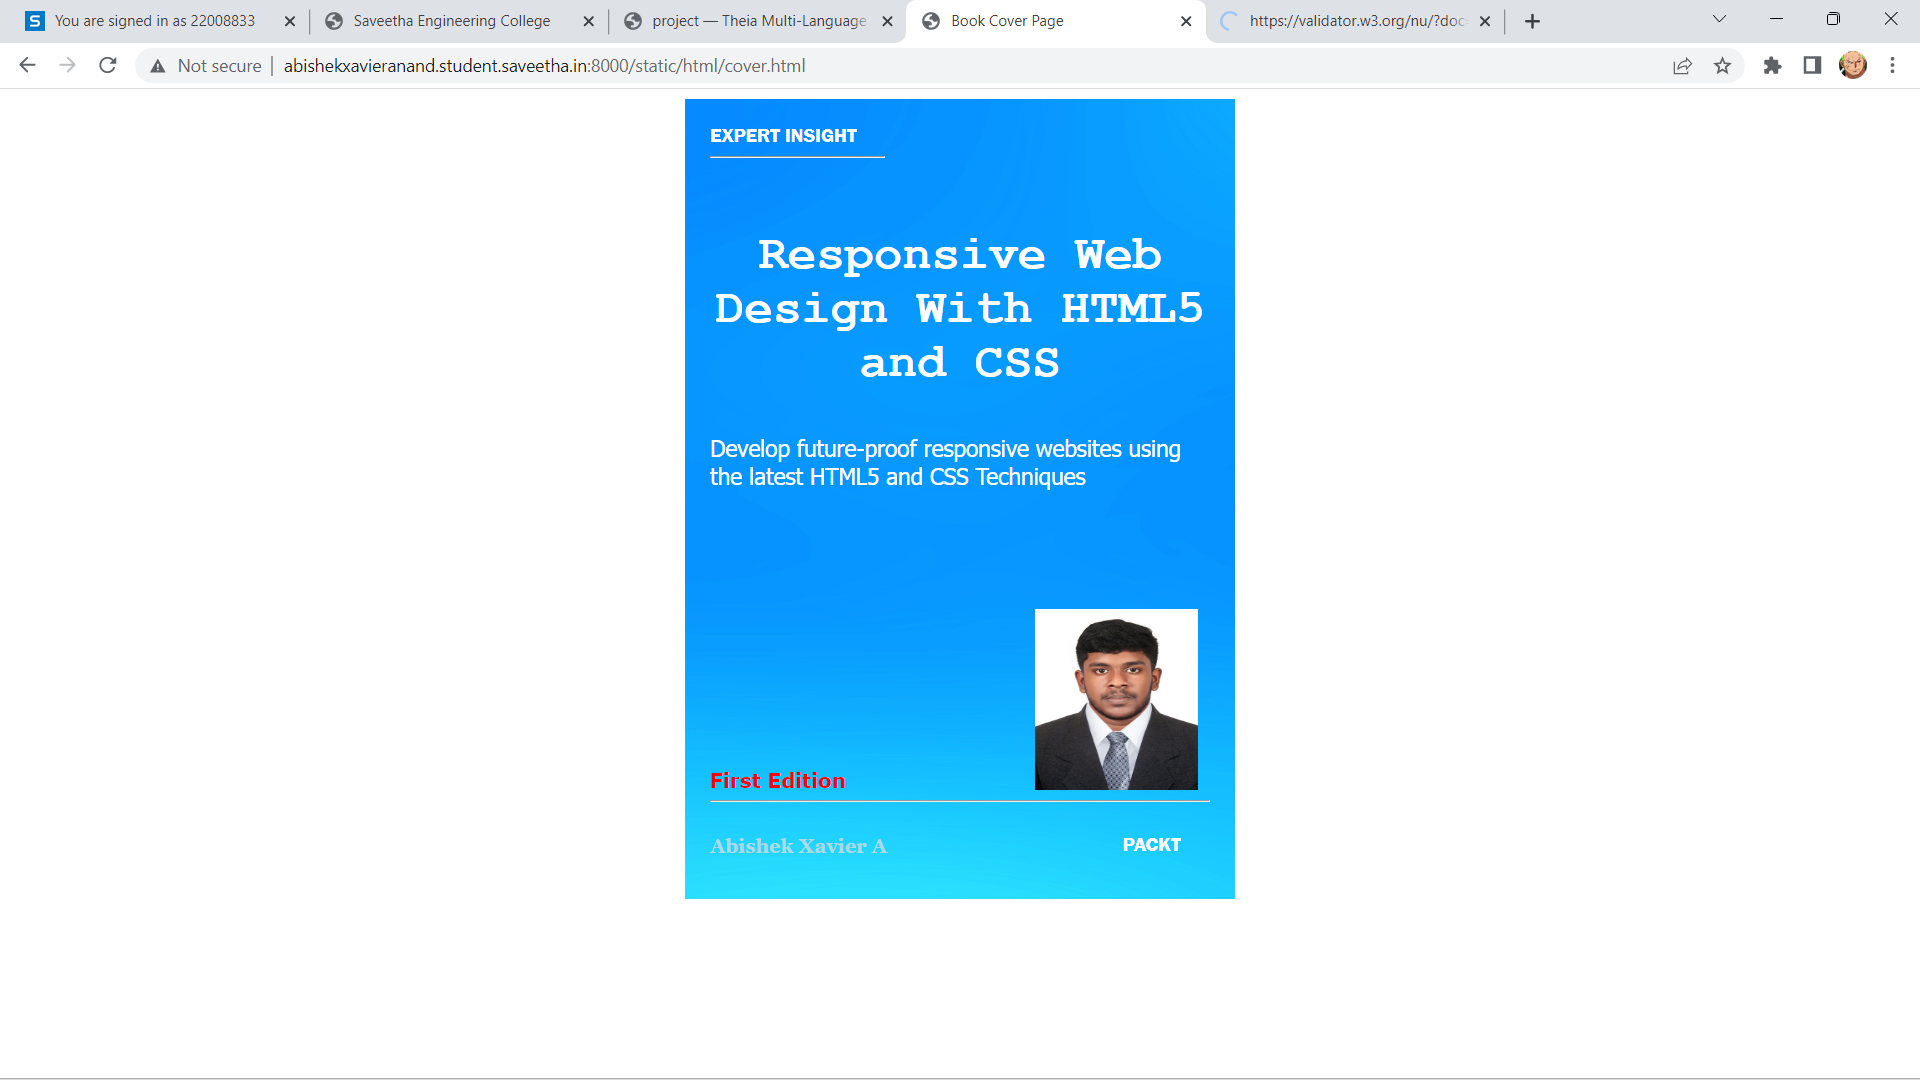 You are signed in as 22008833
Saveetha Engineering College
project — Theia Multi-Language
Book Cover Page
https://validator.w3.org/nu/?doc
Not secure
abishekxavieranand.student.saveetha.in:8000/static/html/cover.html
EXPERT INSIGHT
Responsive Web
Design With HTML5
and CSS
Develop future-proof responsive websites using
the latest HTML5 and CSS Techniques
First Edition
Abishek Xavier A
PACKT